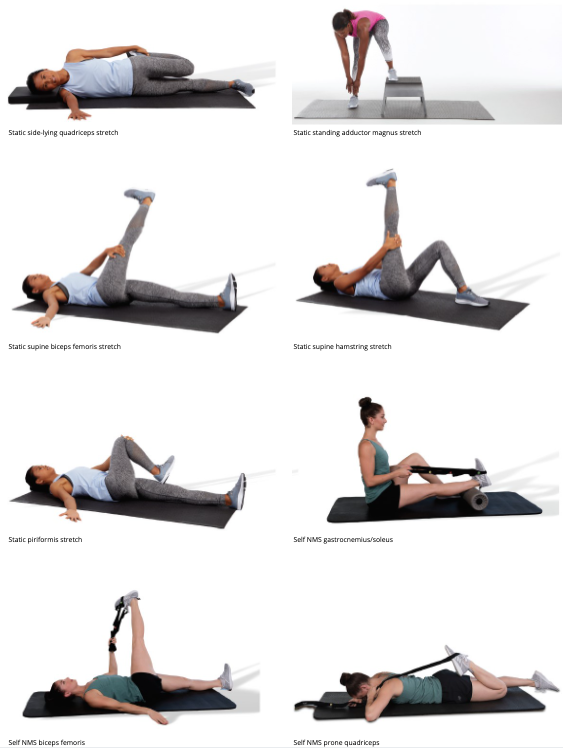 Static side-lying quadriceps stretch
Static standing adductor magnus stretch
Static supine biceps femoris stretch
Static supine hamstring stretch
Static piriformis stretch
Self NMS gastrocnemius/soleus
Self NMS biceps femoris
Self NMS prone quadriceps